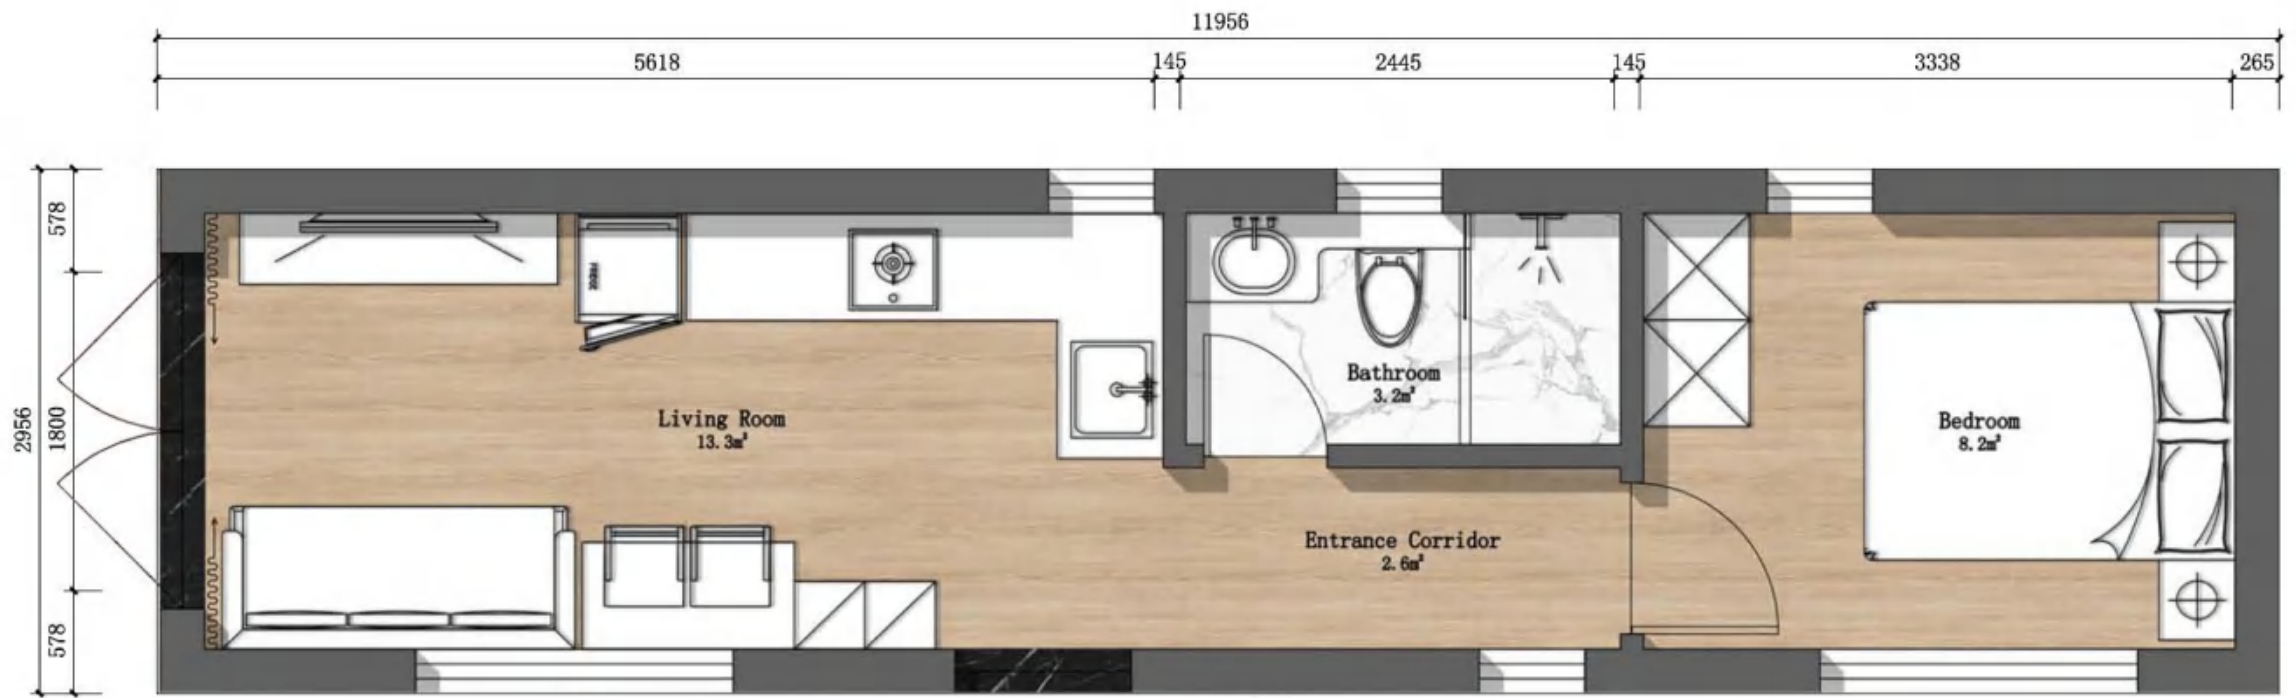 11956
5618
145
2445
145
3338
265
578
1800
578
2956
Living Room
13.3m²
Bathroom
3.2m²
Bedroom
8.2m²
Entrance Corridor
2.6m²